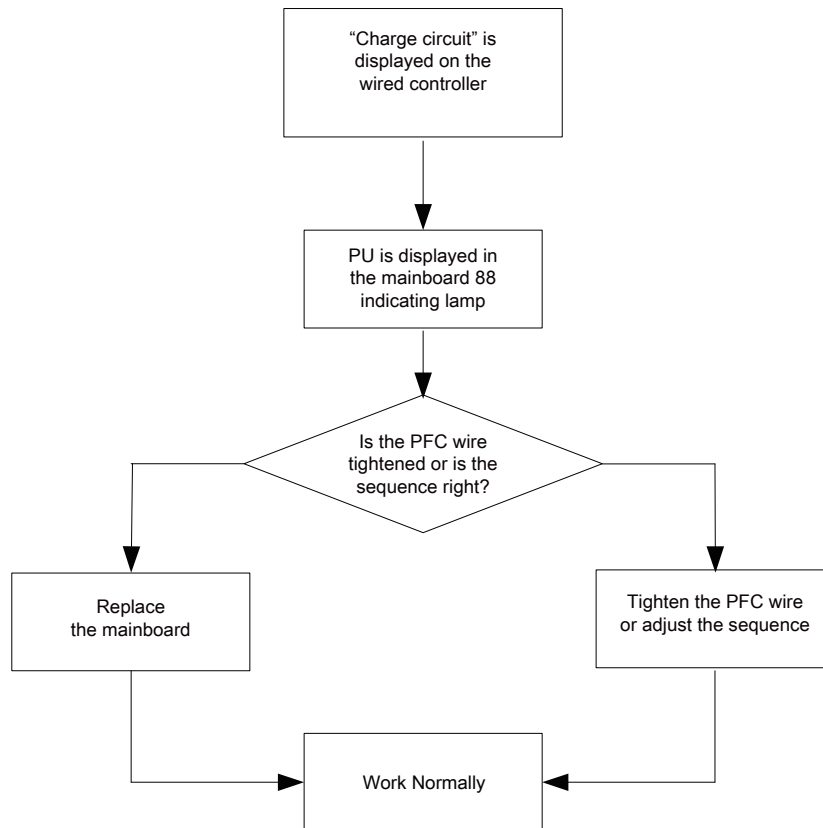 “Charge circuit” is
displayed on the
wired controller
PU is displayed in
the mainboard 88
indicating lamp
Is the PFC wire
tightened or is the
sequence right?
Replace
the mainboard
Tighten the PFC wire
or adjust the sequence
Work Normally